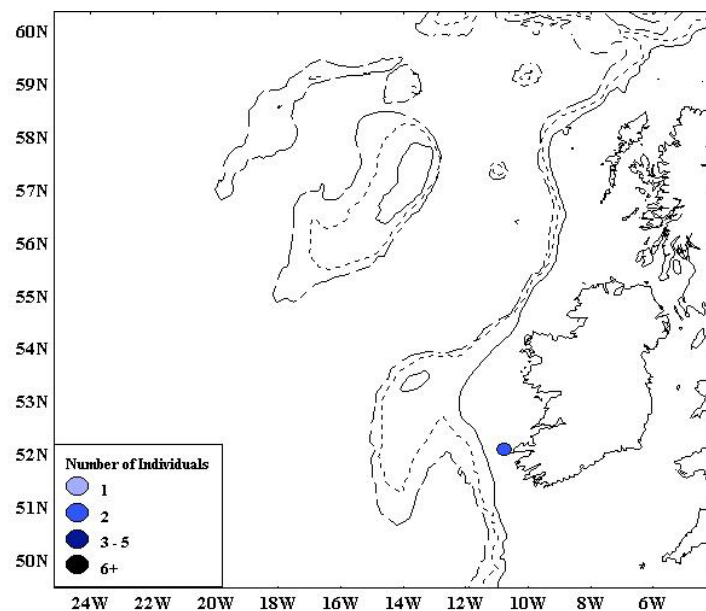 60N
59N
58N
57N
56N
55N
54N
53N
52N
51N
50N
Number of Individuals
1
2
3 - 5
6+
24W 22W 20W 18W 16W 14W 12W 10W 8W 6W